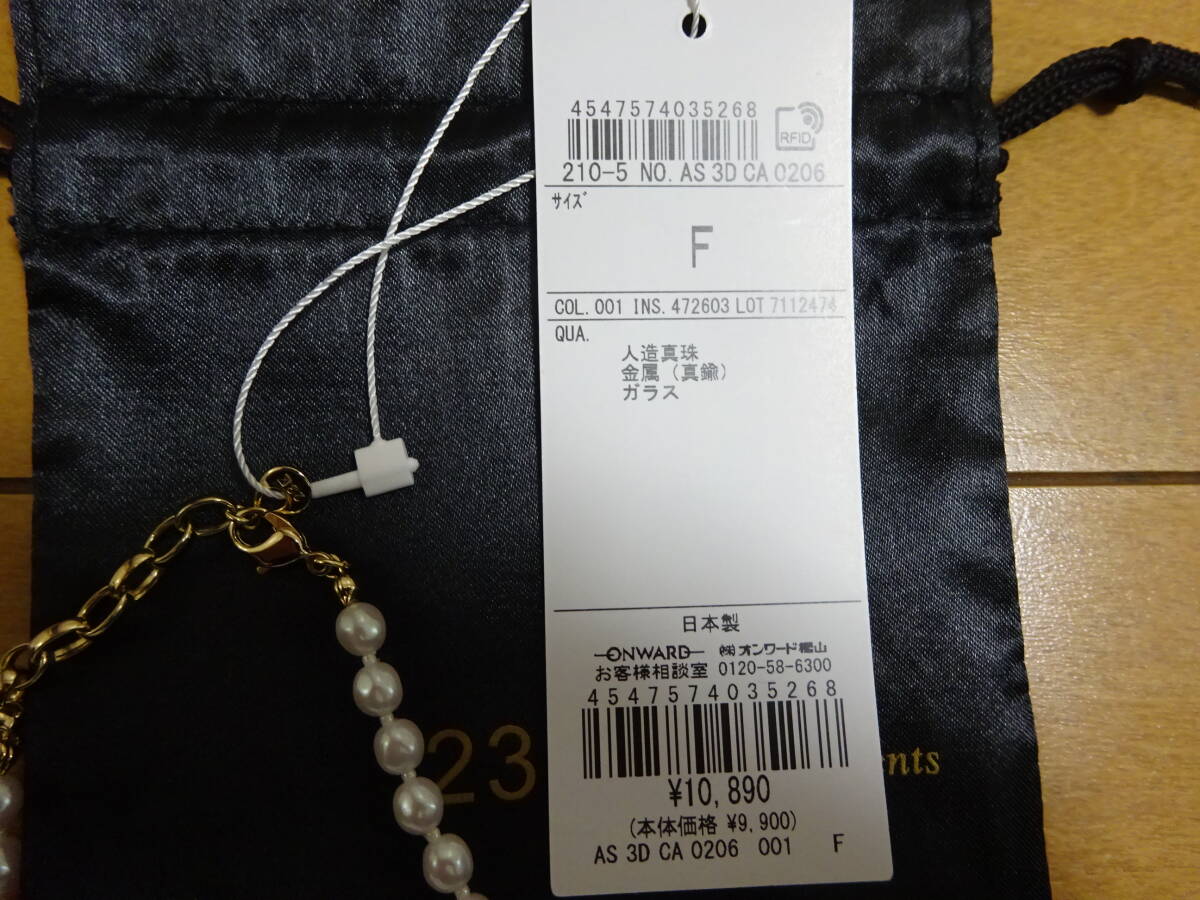 4547574035268
RFID
210-5 NO. AS 3D CA 0206
サイズ
F
COL. 001 INS. 472603 LOT 7112474
QUA.
人造真珠
金属（真鍮）
ガラス
日本製
ONWARD ㈱オンワード樫山
お客様相談室 0120-58-6300
4547574035268
¥10,890
(本体価格 ¥9,900)
AS 3D CA 0206 001 F
23